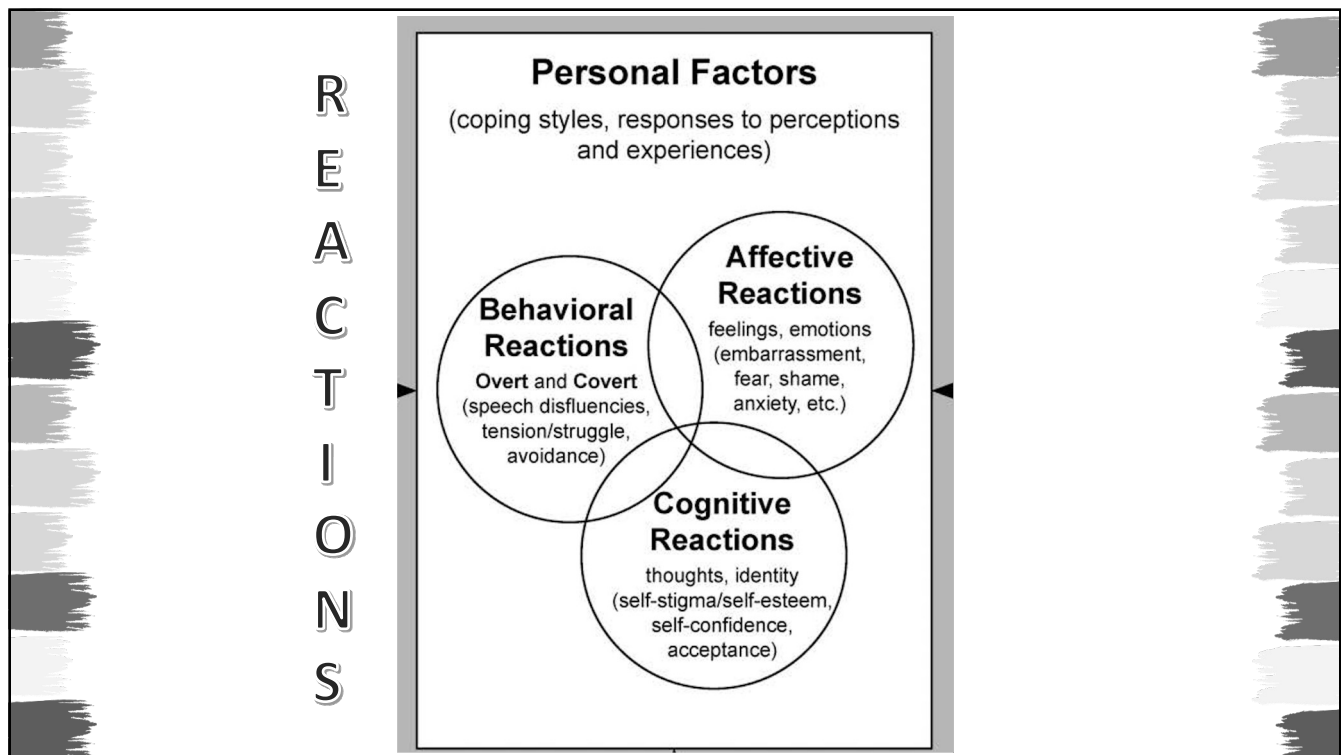 REACTIONS
Personal Factors
(coping styles, responses to perceptions
and experiences)
Behavioral
Reactions
Overt and Covert
(speech disfluencies,
tension/struggle,
avoidance)
Affective
Reactions
feelings, emotions
(embarrassment,
fear, shame,
anxiety, etc.)
Cognitive
Reactions
thoughts, identity
(self-stigma/self-esteem,
self-confidence,
acceptance)